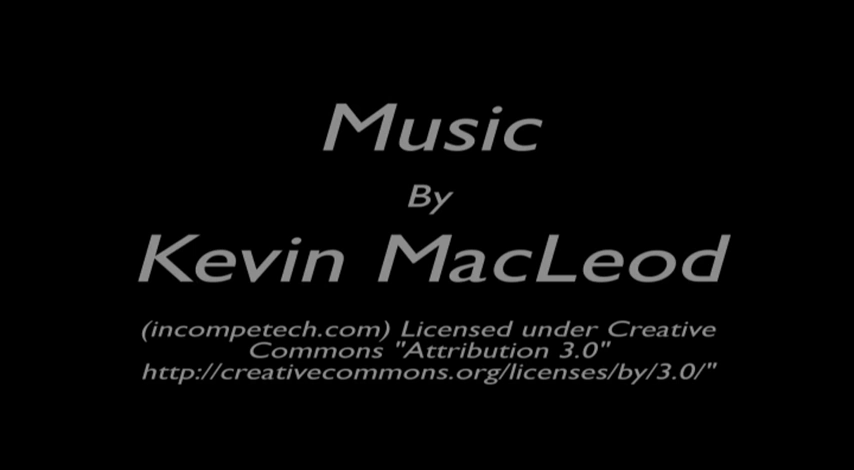 Music
By
Kevin MacLeod
(incompetech.com) Licensed under Creative
Commons "Attribution 3.0"
http://creativecommons.org/licenses/by/3.0/"